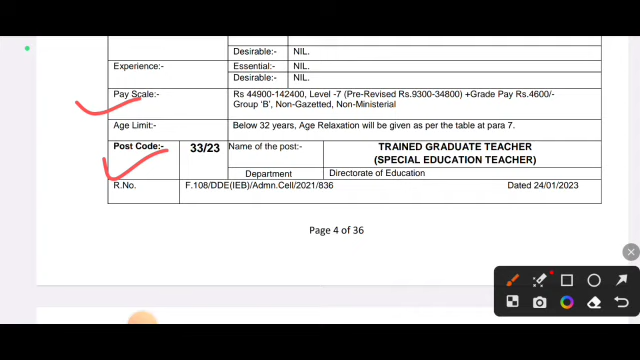 Desirable:- NIL.
Experience:- Essential:- NIL.
Desirable:- NIL.
Pay Scale:- Rs 44900-142400, Level -7 (Pre-Revised Rs.9300-34800) +Grade Pay Rs.4600/-
Group 'B', Non-Gazetted, Non-Ministerial
Age Limit:- Below 32 years, Age Relaxation will be given as per the table at para 7.
Post Code:- 33/23 Name of the post:- TRAINED GRADUATE TEACHER
(SPECIAL EDUCATION TEACHER)
Department Directorate of Education
R.No. F.108/DDE(IEB)/Admn.Cell/2021/836 Dated 24/01/2023
Page 4 of 36